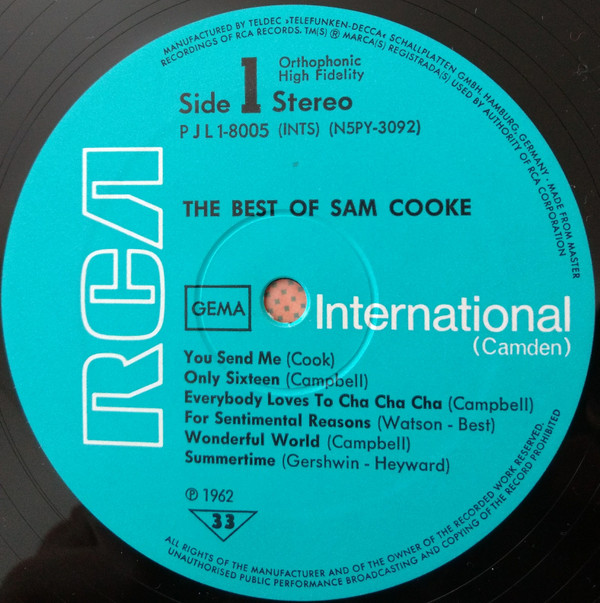 MANUFACTURED BY TELDEC »TELEFUNKEN-DECCA« SCHALLPLATTEN GMBH, HAMBURG, GERMANY · MADE FROM MASTER
RECORDINGS OF RCA RECORDS. TM(S) ® MARCA(S) REGISTRADA(S) USED BY AUTHORITY OF RCA CORPORATION
Orthophonic
High Fidelity
Side 1 Stereo
PJL1-8005 (INTS) (N5PY-3092)
RCA
THE BEST OF SAM COOKE
GEMA
International
(Camden)
You Send Me (Cook)
Only Sixteen (Campbell)
Everybody Loves To Cha Cha Cha (Campbell)
For Sentimental Reasons (Watson - Best)
Wonderful World (Campbell)
Summertime (Gershwin - Heyward)
℗ 1962
33
ALL RIGHTS OF THE MANUFACTURER AND OF THE OWNER OF THE RECORDED WORK RESERVED.
UNAUTHORISED PUBLIC PERFORMANCE BROADCASTING AND COPYING OF THE RECORD PROHIBITED